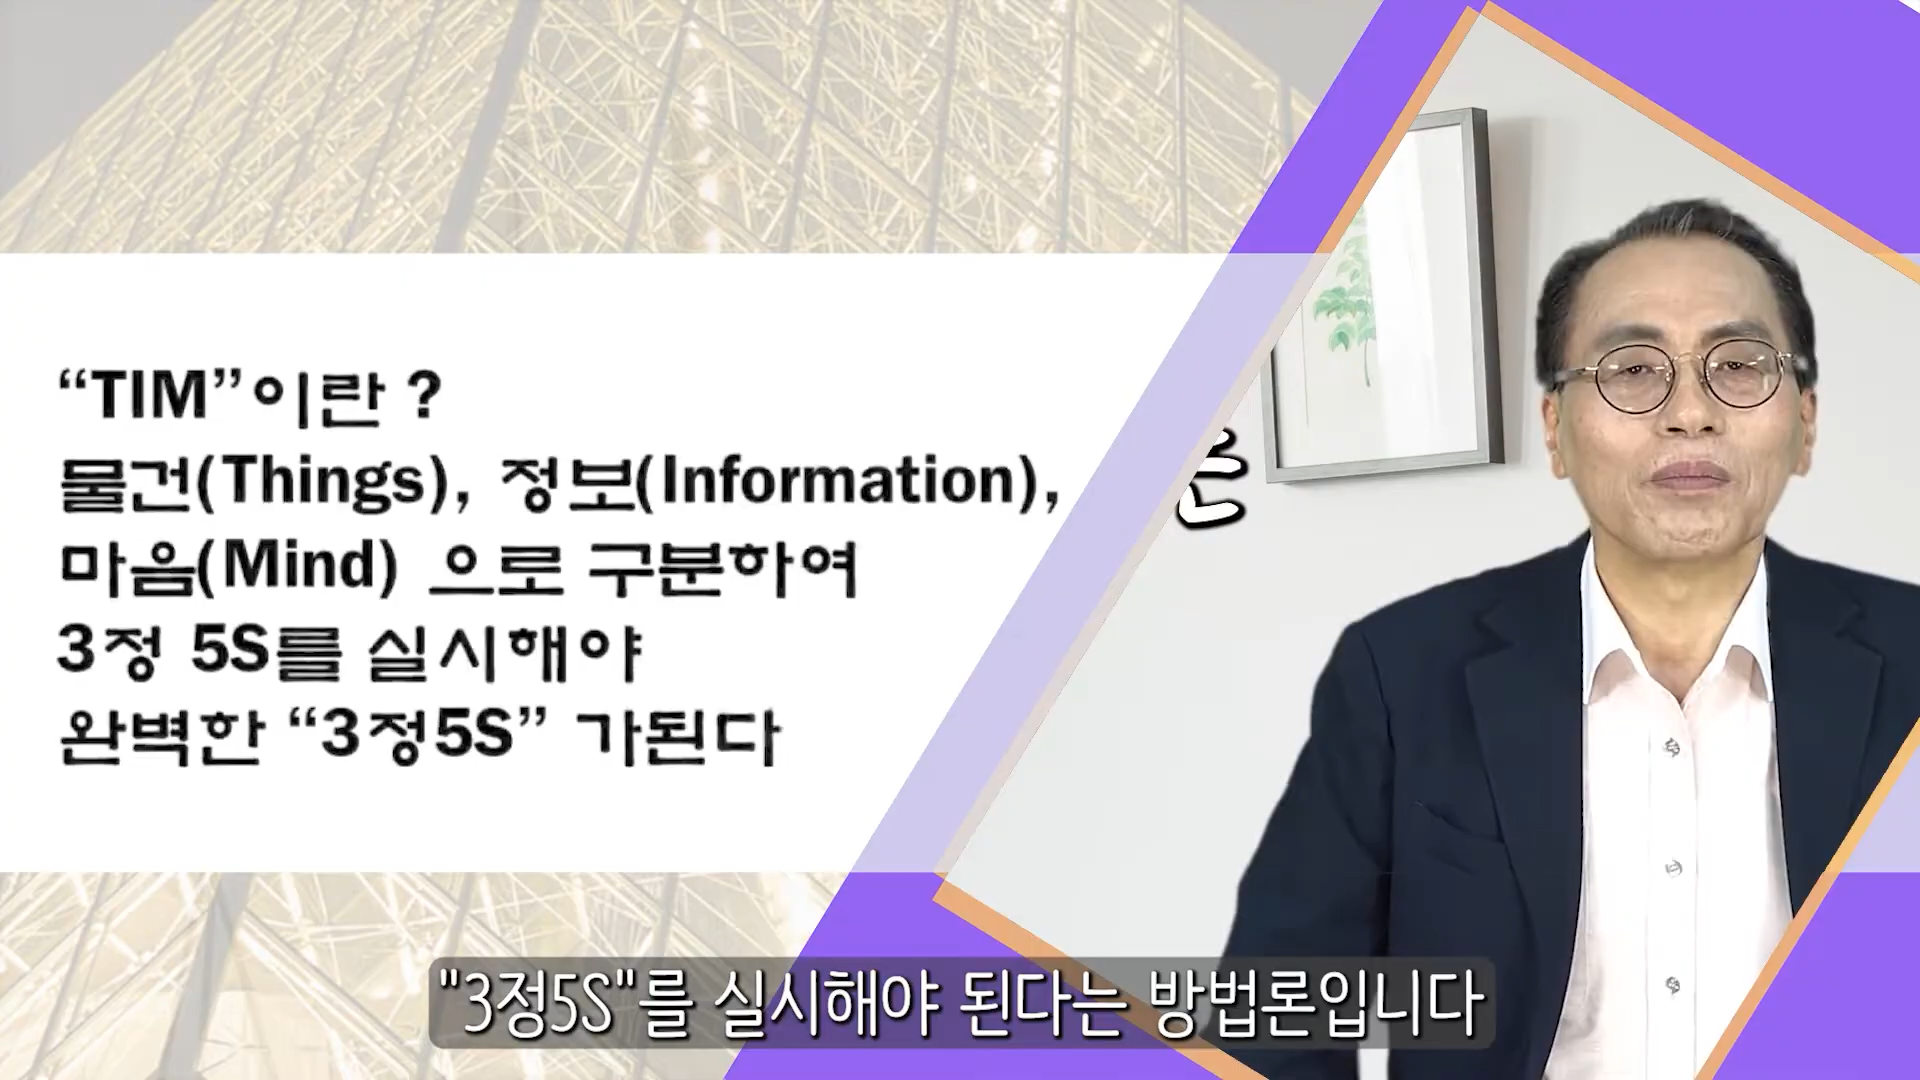 “TIM”이란 ?
물건(Things), 정보(Information),
마음(Mind) 으로 구분하여
3정 5S를 실시해야
완벽한 “3정5S” 가된다
"3정5S"를 실시해야 된다는 방법론입니다